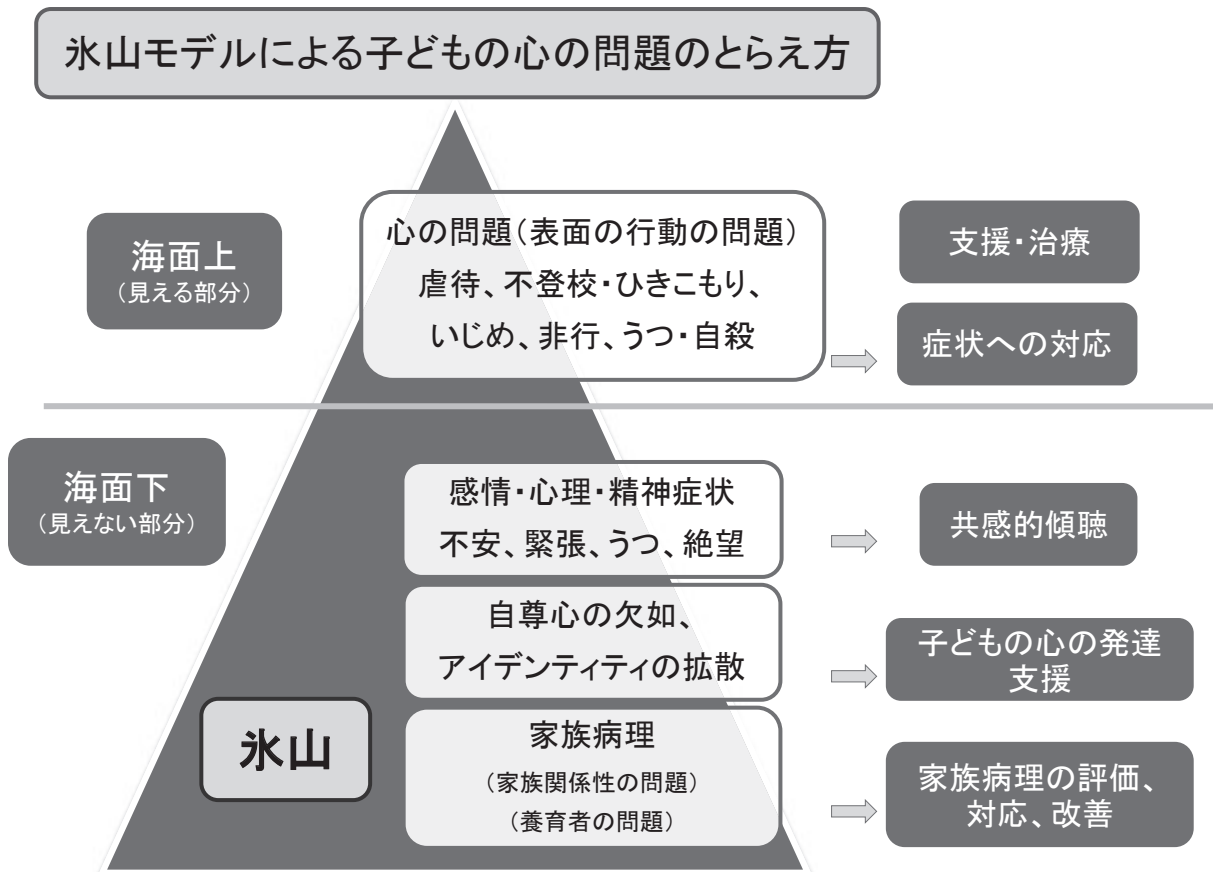 氷山モデルによる子どもの心の問題のとらえ方
海面上
(見える部分)
心の問題(表面の行動の問題)
虐待、不登校・ひきこもり、
いじめ、非行、うつ・自殺
支援・治療
症状への対応
海面下
(見えない部分)
感情・心理・精神症状
不安、緊張、うつ、絶望
共感的傾聴
自尊心の欠如、
アイデンティティの拡散
子どもの心の発達
支援
氷山
家族病理
(家族関係性の問題)
(養育者の問題)
家族病理の評価、
対応、改善